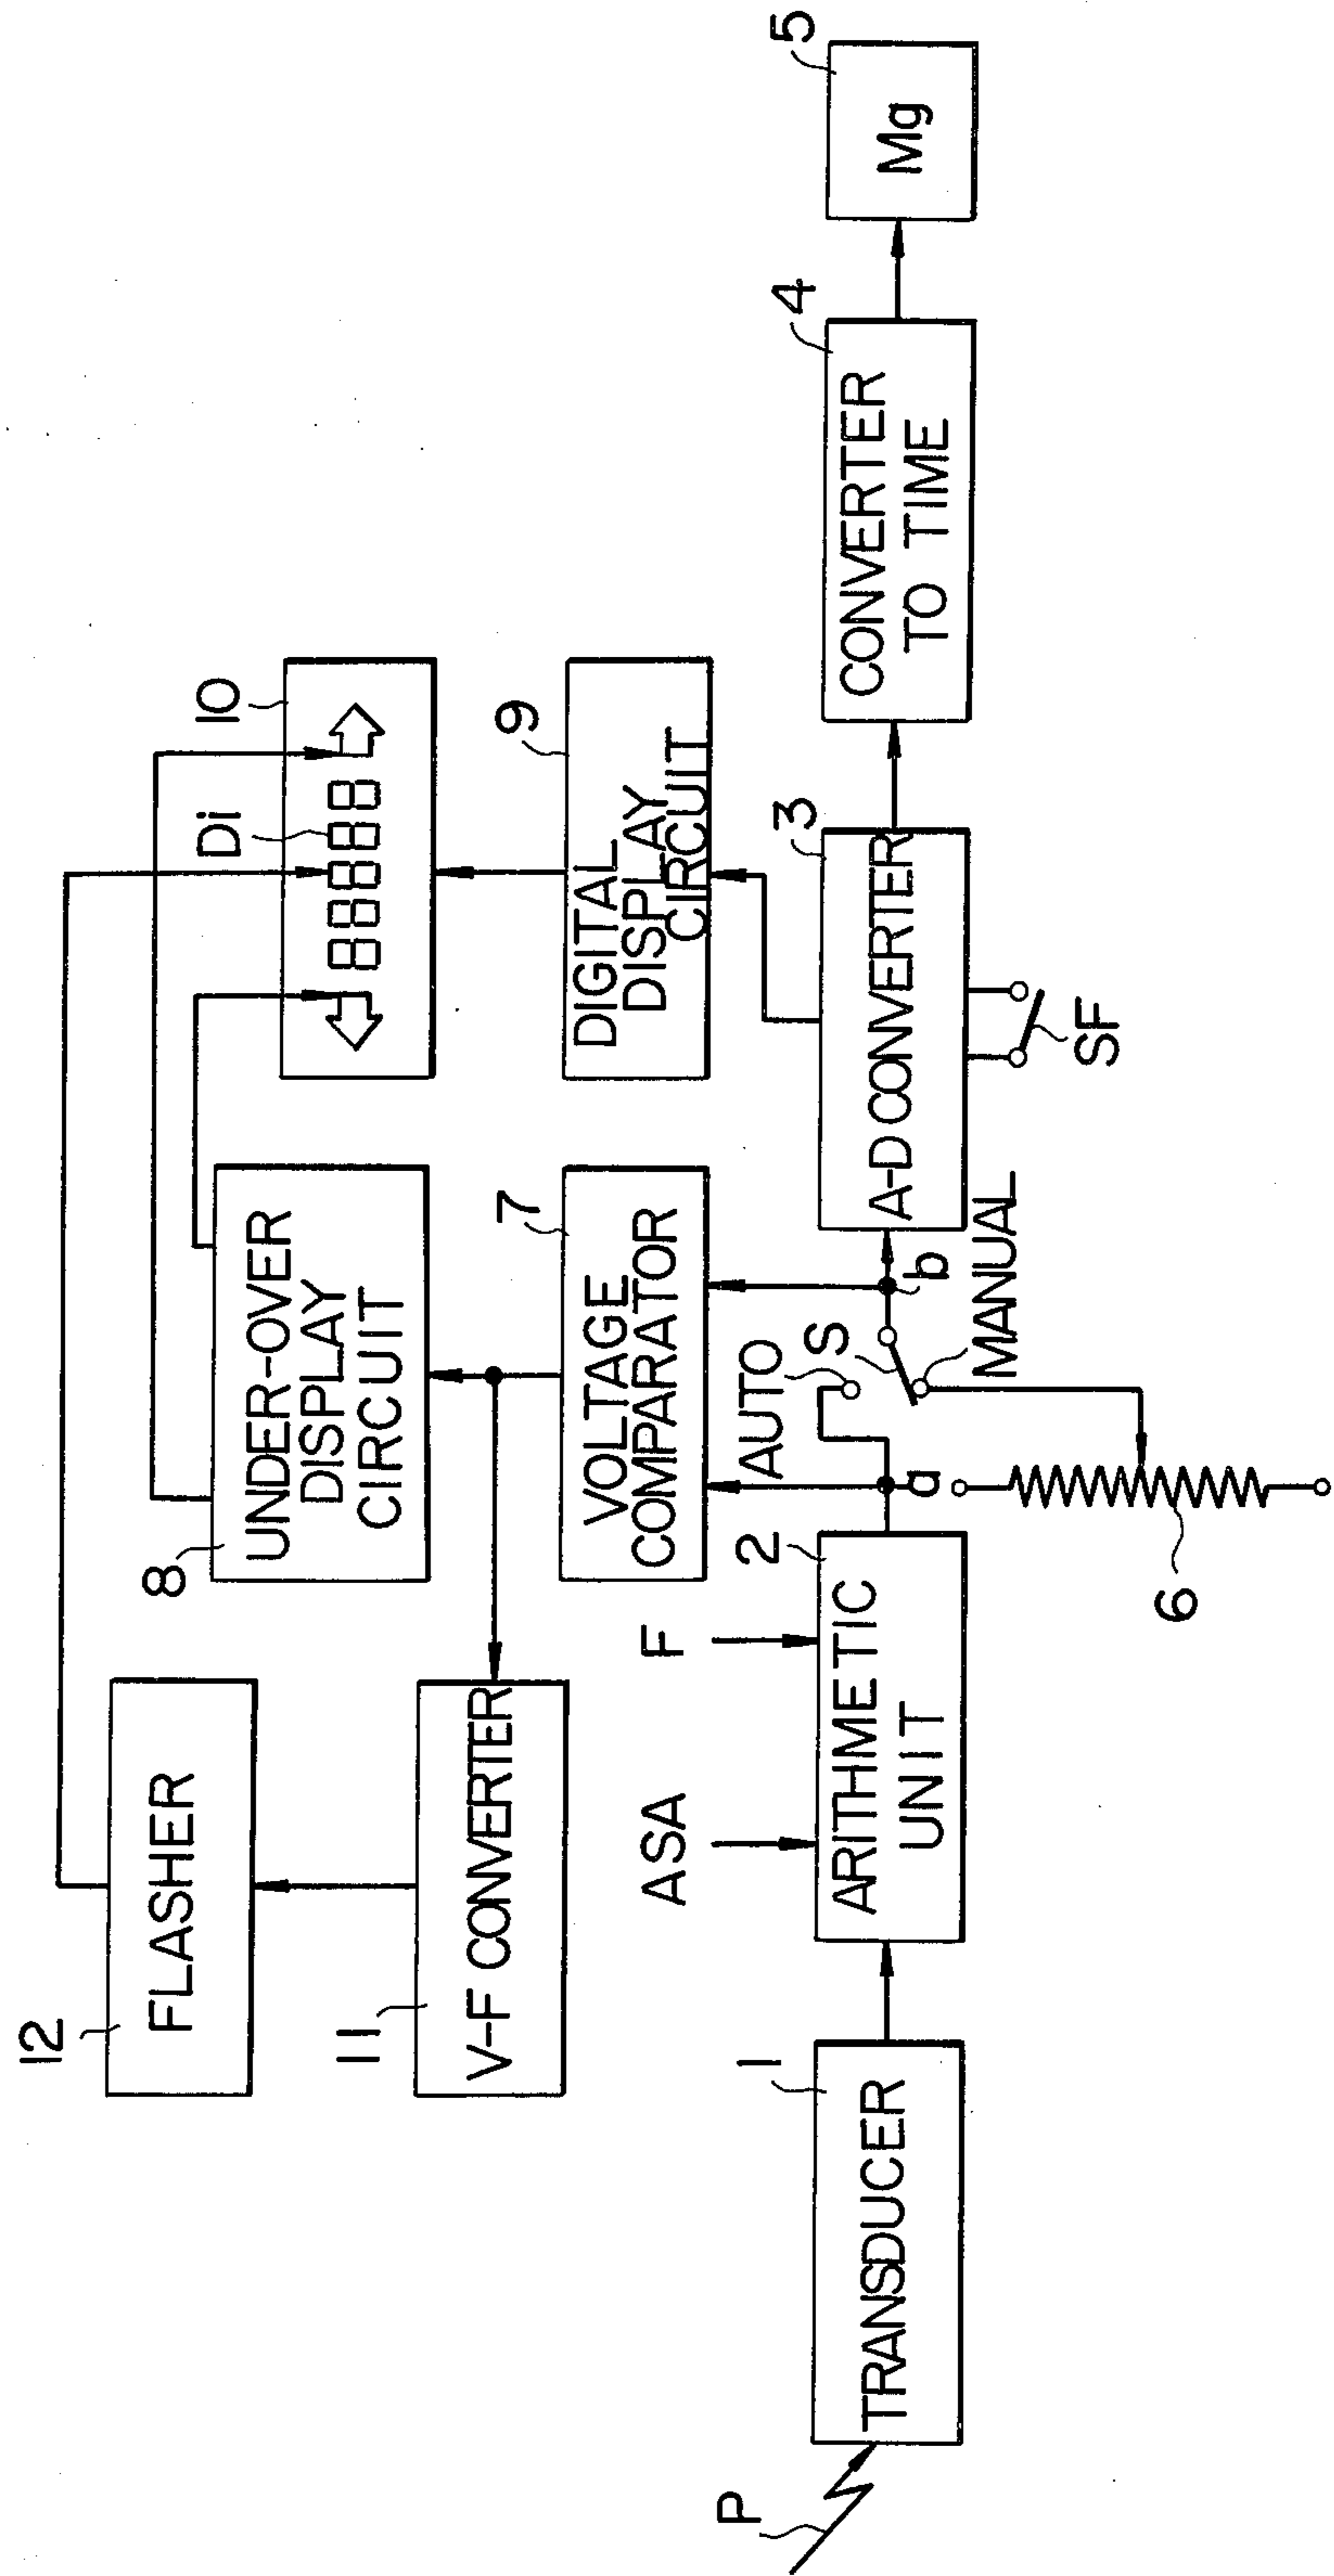 12
FLASHER
8
UNDER-OVER
DISPLAY
CIRCUIT
10
Di
11
V-F CONVERTER
7
VOLTAGE
COMPARATOR
9
DIGITAL
DISPLAY
CIRCUIT
ASA
F
AUTO
S
P
1
TRANSDUCER
2
ARITHMETIC
UNIT
a
b
3
A-D CONVERTER
4
CONVERTER
TO TIME
5
Mg
6
MANUAL
SF